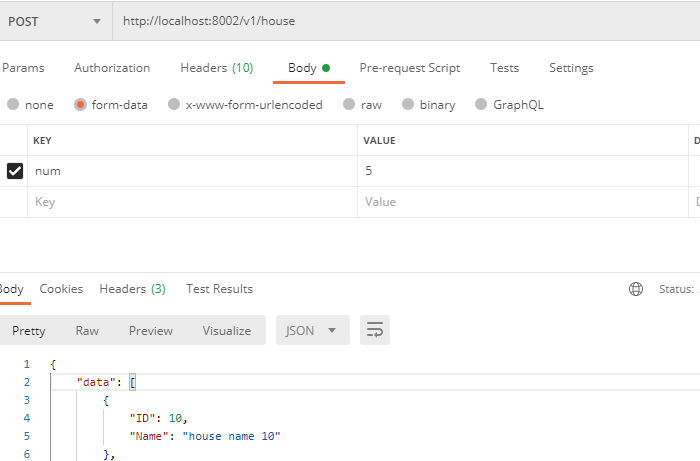 POST http://localhost:8002/v1/house
Params Authorization Headers (10) Body Pre-request Script Tests Settings
none form-data x-www-form-urlencoded raw binary GraphQL
KEY VALUE D
num 5
Key Value D
Body Cookies Headers (3) Test Results Status:
Pretty Raw Preview Visualize JSON
1 {
2 "data": [
3 {
4 "ID": 10,
5 "Name": "house name 10"
6 },